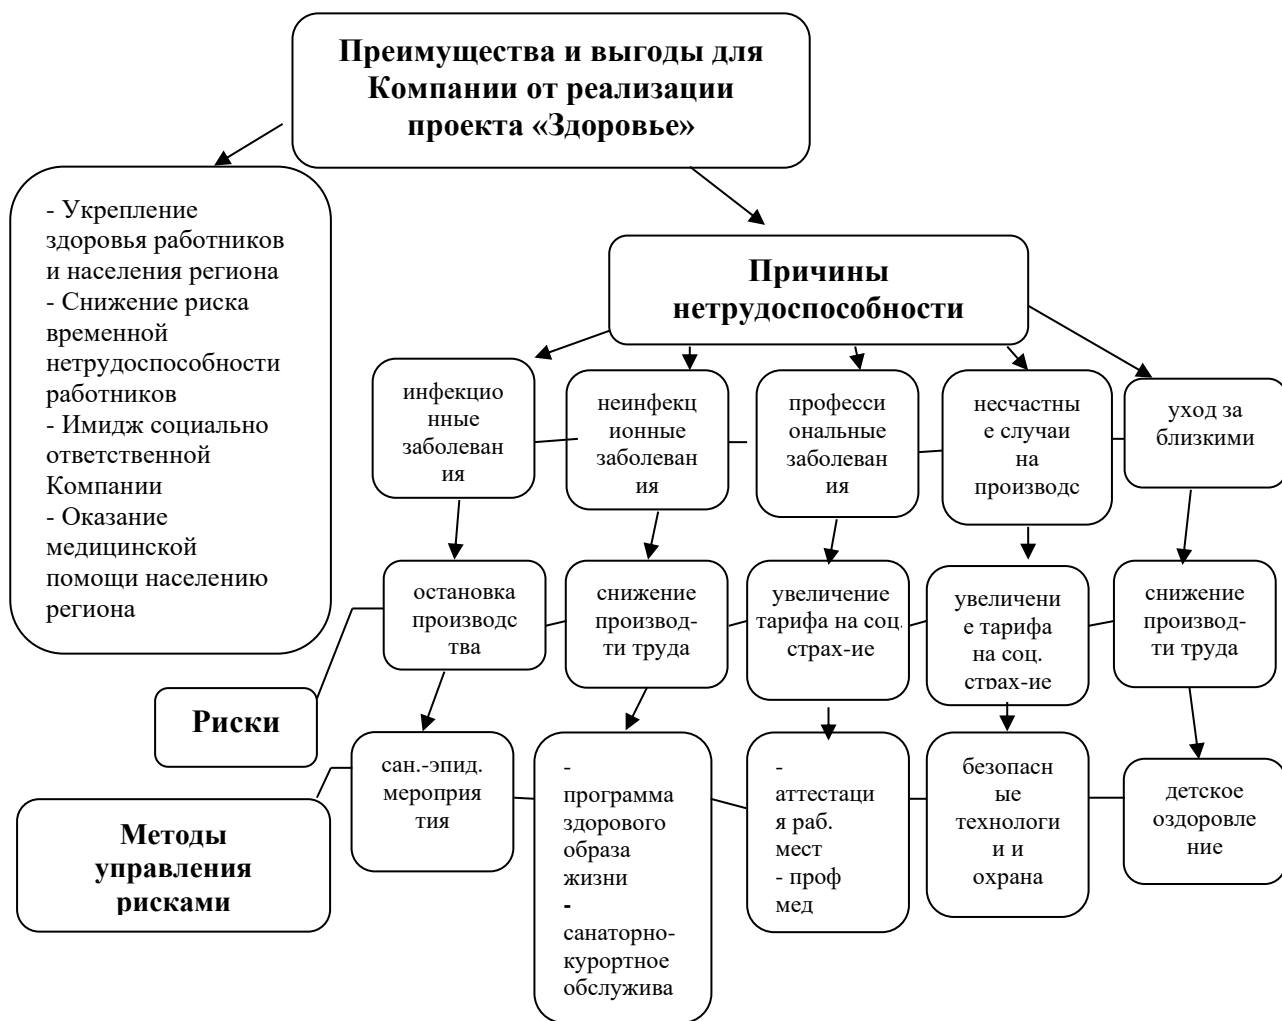 Преимущества и выгоды для
Компании от реализации
проекта «Здоровье»
- Укрепление
здоровья работников
и населения региона
- Снижение риска
временной
нетрудоспособности
работников
- Имидж социально
ответственной
Компании
- Оказание
медицинской
помощи населению
региона
Причины
нетрудоспособности
инфекцио
нные
заболеван
ия
неинфекц
ионные
заболеван
ия
професси
ональные
заболеван
ия
несчастны
е случаи
на
производс
уход за
близкими
остановка
производс
тва
снижение
производ-
ти труда
увеличение
тарифа на соц.
страх-ие
увеличени
е тарифа
на соц.
страх-ие
снижение
производ-
ти труда
Риски
сан.-эпид.
мероприя
тия
-
программа
здорового
образа
жизни
-
санаторно-
курортное
обслужива
-
аттестаци
я раб.
мест
- проф
мед
безопасн
ые
технологи
и и
охрана
детское
оздоровле
ние
Методы
управления
рисками